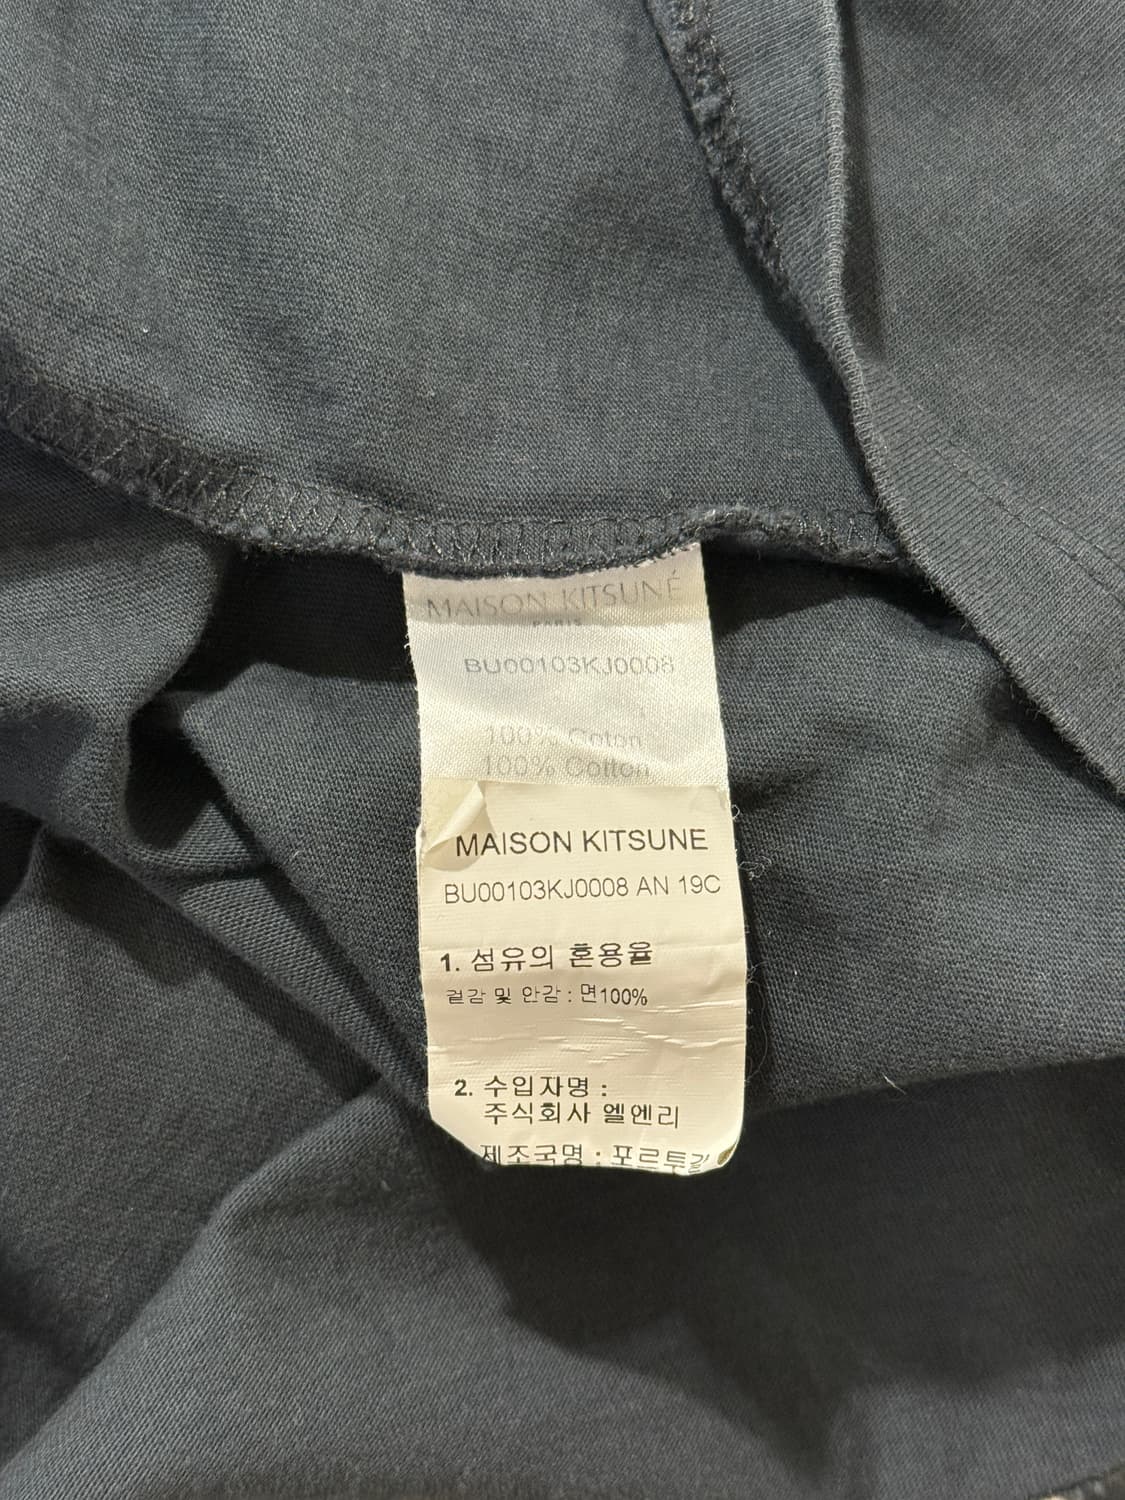 MAISON KITSUNÉ
PARIS
BU00103KJ0008
100% Coton
100% Cotton
MAISON KITSUNE
BU00103KJ0008 AN 19C
1. 섬유의 혼용율
겉감 및 안감 : 면100%
2. 수입자명 :
주식회사 엘엔리
제조국명 : 포르투갈